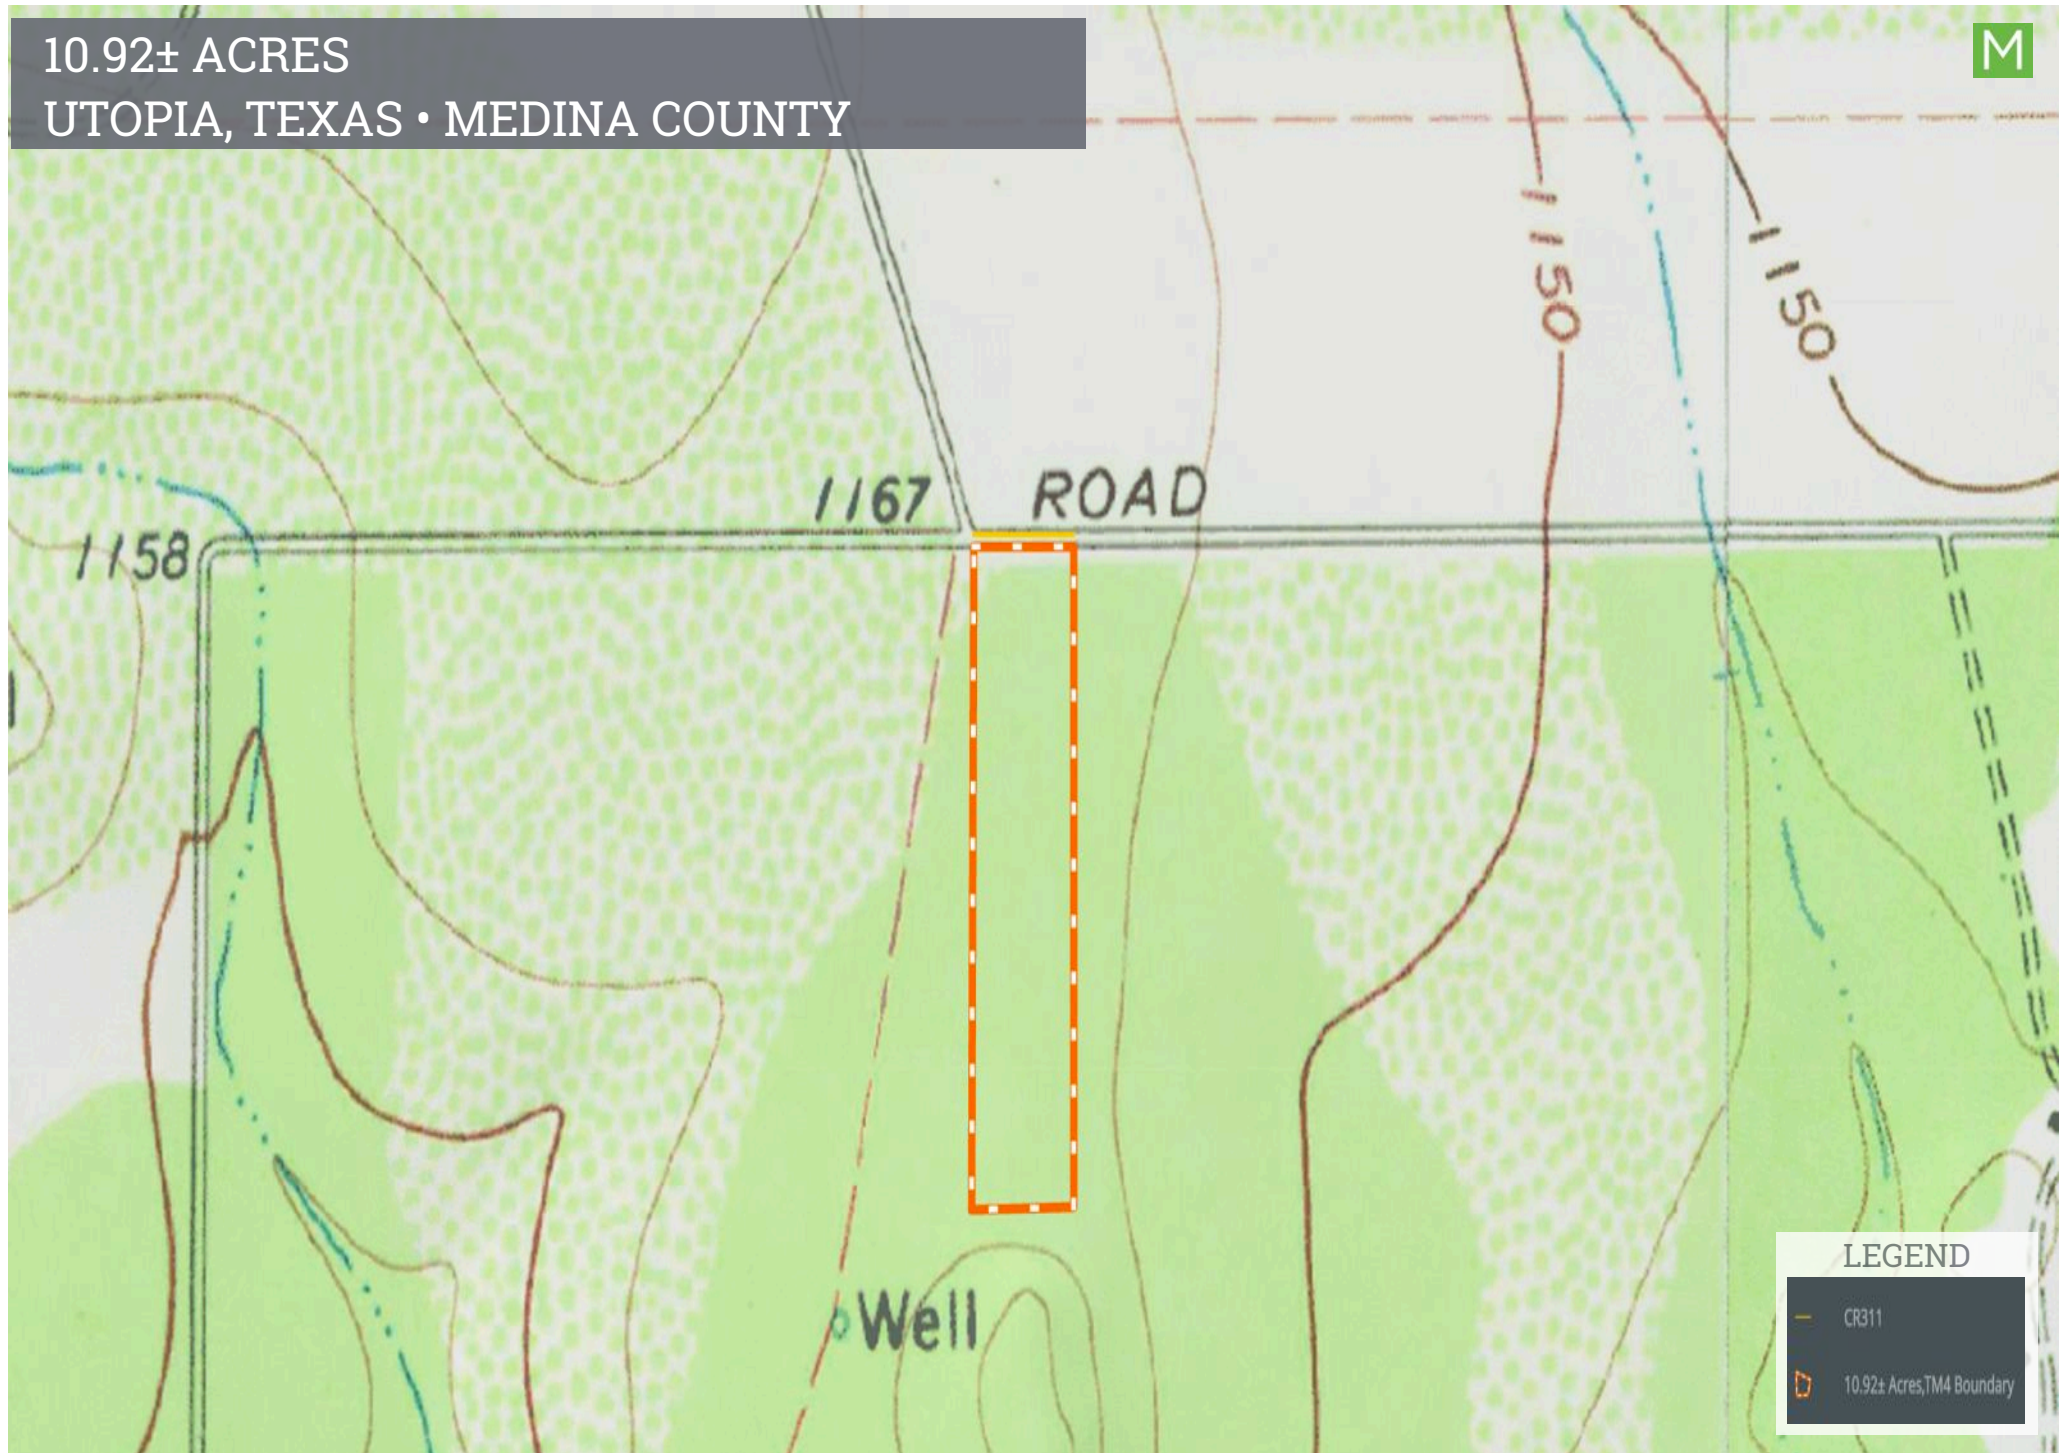 10.92± ACRES
UTOPIA, TEXAS • MEDINA COUNTY
M
1150
1150
1167
ROAD
1158
Well
LEGEND
CR311
10.92± Acres,TM4 Boundary